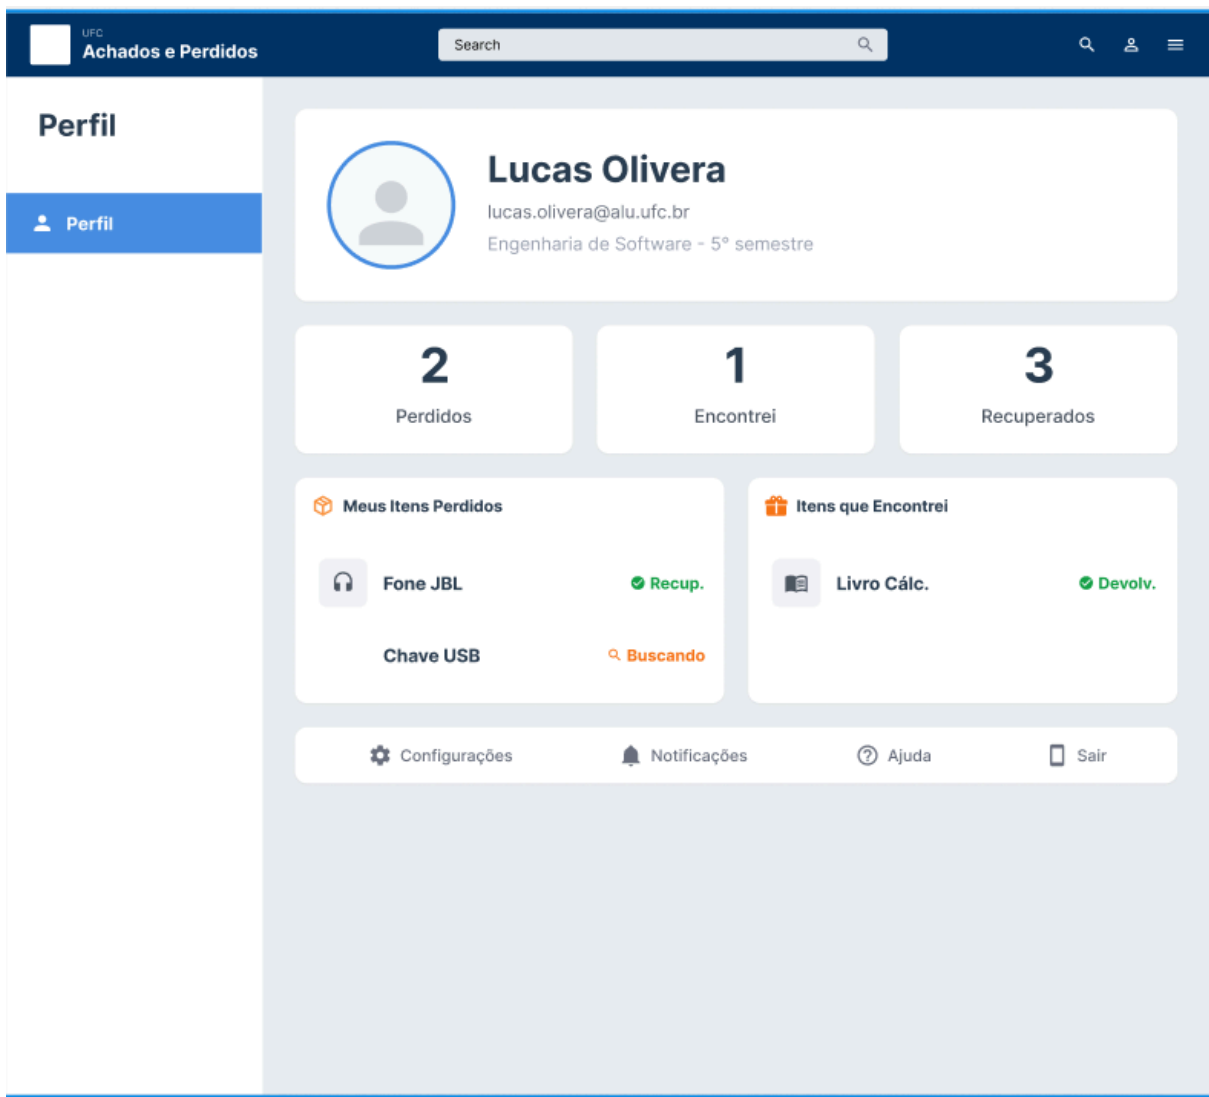 UFC
Achados e Perdidos
Search
Perfil
Perfil
Lucas Olivera
lucas.olivera@alu.ufc.br
Engenharia de Software - 5° semestre
2
Perdidos
1
Encontrei
3
Recuperados
Meus Itens Perdidos
Fone JBL
Recup.
Chave USB
Buscando
Itens que Encontrei
Livro Cálc.
Devolv.
Configurações
Notificações
Ajuda
Sair